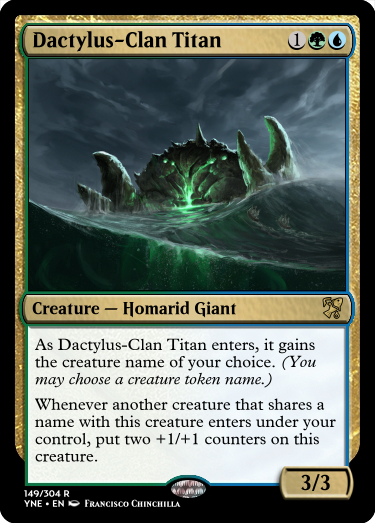 Dactylus-Clan Titan 1
Creature — Homarid Giant
As Dactylus-Clan Titan enters, it gains
the creature name of your choice. (You
may choose a creature token name.)
Whenever another creature that shares a
name with this creature enters under your
control, put two +1/+1 counters on this
creature.
3/3
149/304 R
YNE • EN Francisco Chinchilla